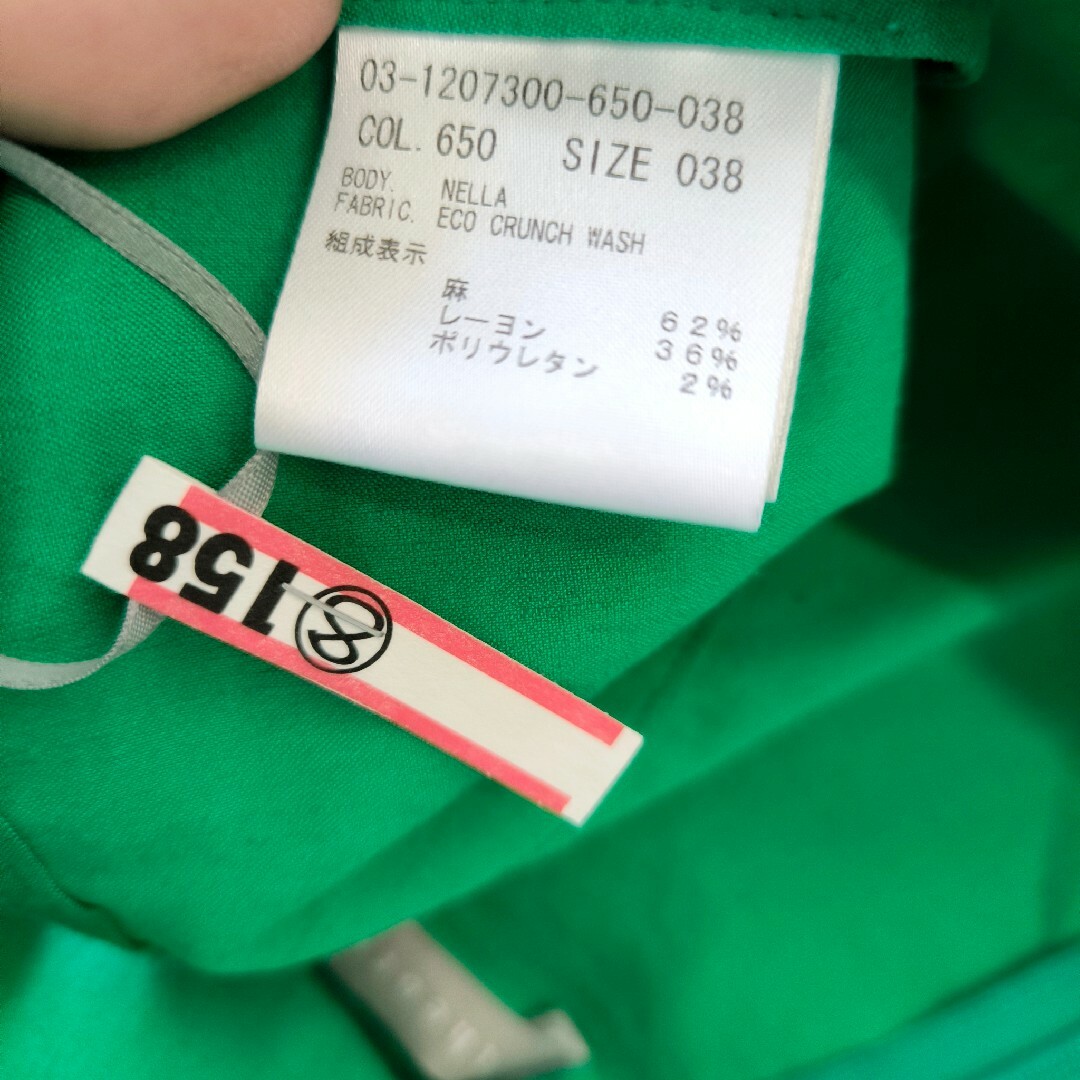 03-1207300-650-038
COL. 650 SIZE 038
BODY. NELLA
FABRIC. ECO CRUNCH WASH
組成表示
麻 62%
レーヨン 36%
ポリウレタン 2%
158